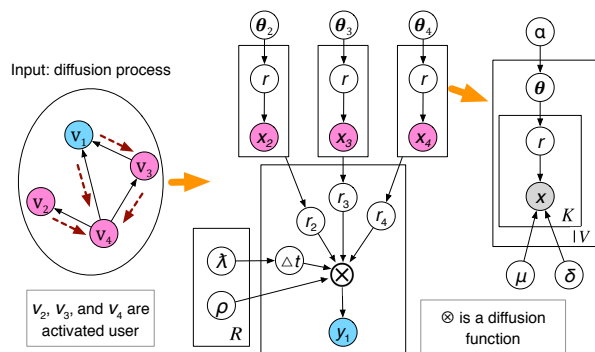 θ₂
θ₃
θ₄
α
Input: diffusion process
r
r
r
θ
v₁
x₂
x₃
x₄
r
v₃
v₂
r₂
r₃
r₄
x
K
v₄
|V
λ
△t
⊗
μ
δ
ρ
R
y₁
v₂, v₃, and v₄ are
activated user
⊗ is a diffusion
function